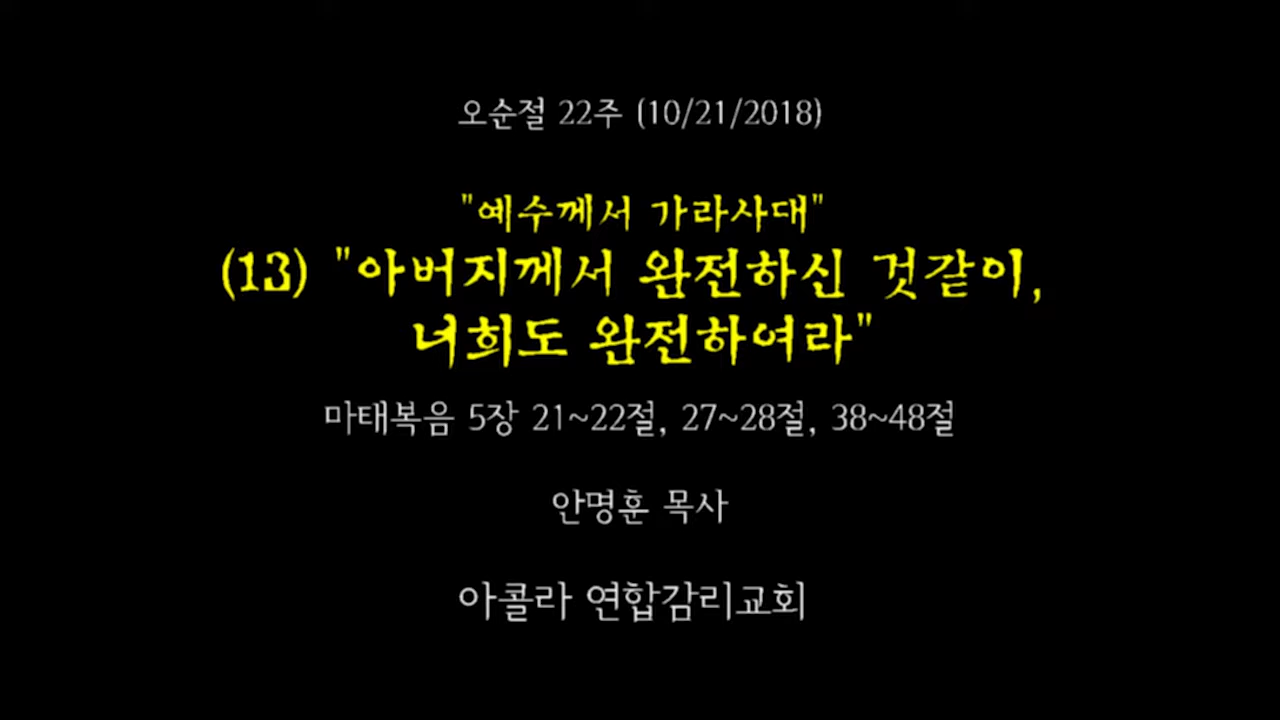 오순절 22주 (10/21/2018)
"예수께서 가라사대"
(13) "아버지께서 완전하신 것같이,
너희도 완전하여라"
마태복음 5장 21~22절, 27~28절, 38~48절
안명훈 목사
아콜라 연합감리교회